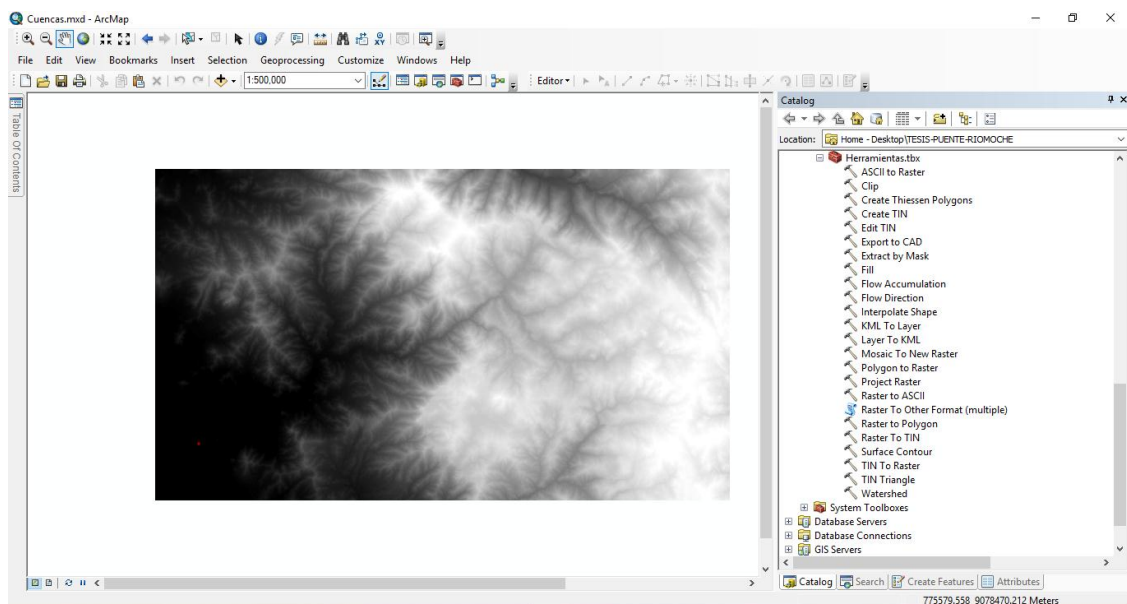 Cuencas.mxd - ArcMap
File Edit View Bookmarks Insert Selection Geoprocessing Customize Windows Help
1:500,000
Editor
Table Of Contents
Catalog
Location: Home - Desktop\TESIS-PUENTE-RIOMOCHE
Herramientas.tbx
ASCII to Raster
Clip
Create Thiessen Polygons
Create TIN
Edit TIN
Export to CAD
Extract by Mask
Fill
Flow Accumulation
Flow Direction
Interpolate Shape
KML To Layer
Layer To KML
Mosaic To New Raster
Polygon to Raster
Project Raster
Raster to ASCII
Raster To Other Format (multiple)
Raster to Polygon
Raster To TIN
Surface Contour
TIN To Raster
TIN Triangle
Watershed
System Toolboxes
Database Servers
Database Connections
GIS Servers
Catalog Search Create Features Attributes
775579.558 9078470.212 Meters